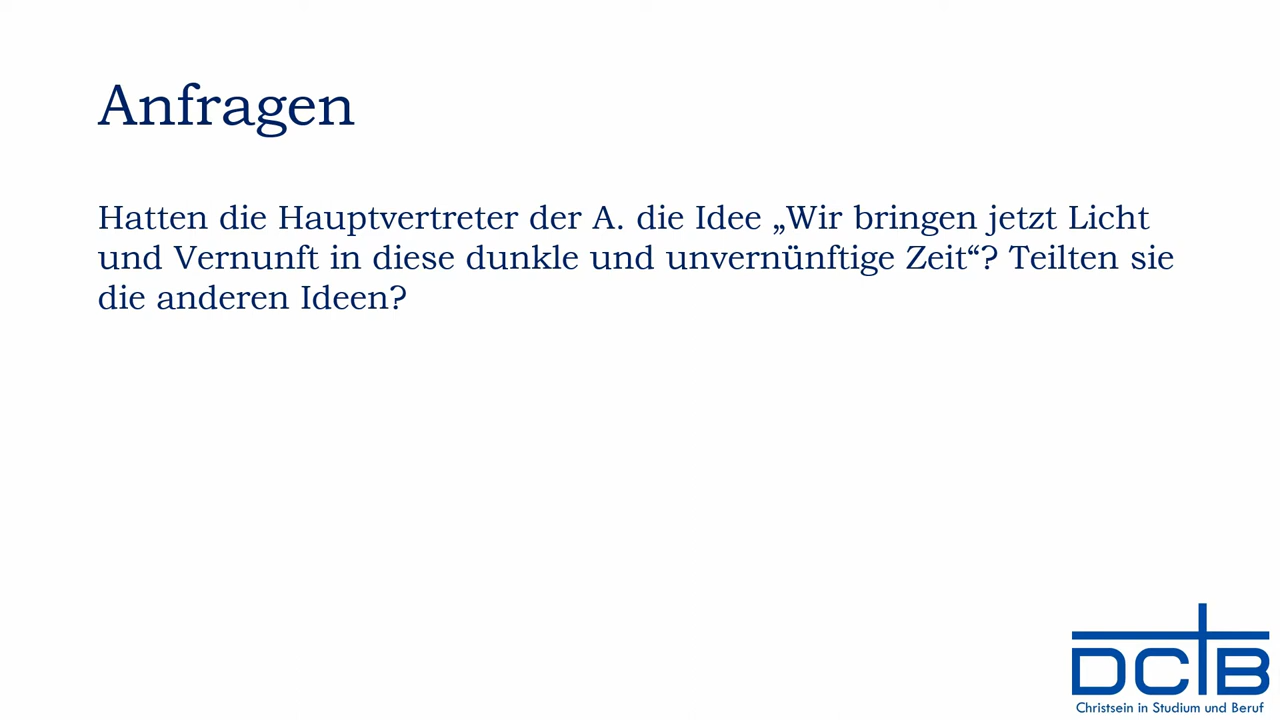 Anfragen
Hatten die Hauptvertreter der A. die Idee „Wir bringen jetzt Licht
und Vernunft in diese dunkle und unvernünftige Zeit“? Teilten sie
die anderen Ideen?
DCTB
Christsein in Studium und Beruf